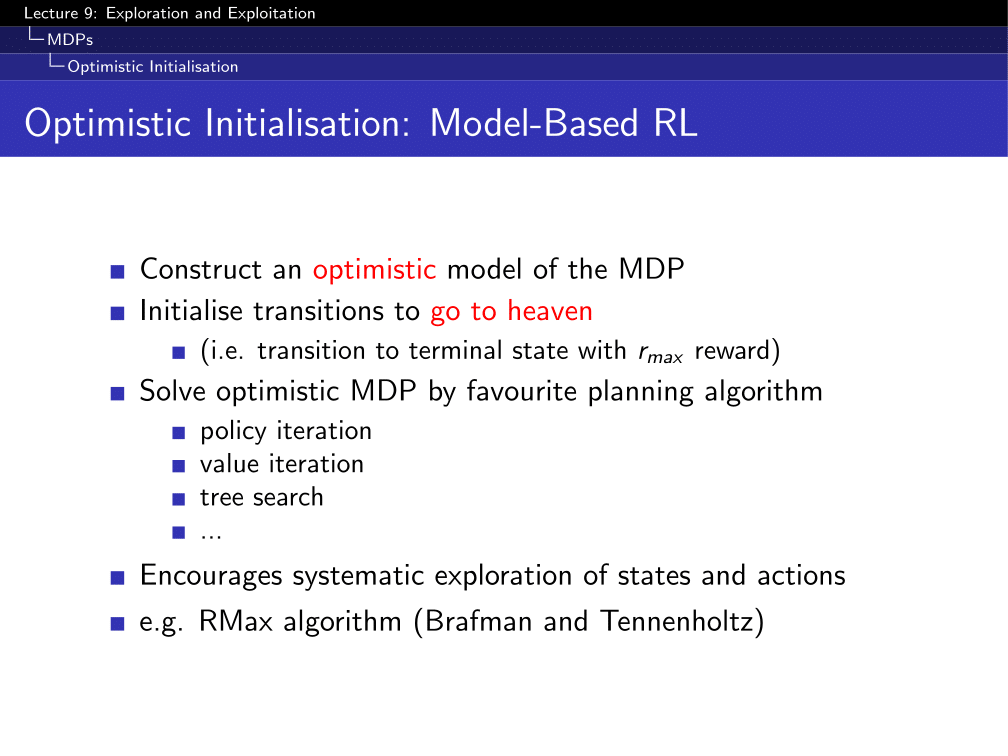 Lecture 9: Exploration and Exploitation
MDPs
Optimistic Initialisation
Optimistic Initialisation: Model-Based RL
Construct an optimistic model of the MDP
Initialise transitions to go to heaven
(i.e. transition to terminal state with r_max reward)
Solve optimistic MDP by favourite planning algorithm
policy iteration
value iteration
tree search
...
Encourages systematic exploration of states and actions
e.g. RMax algorithm (Brafman and Tennenholtz)